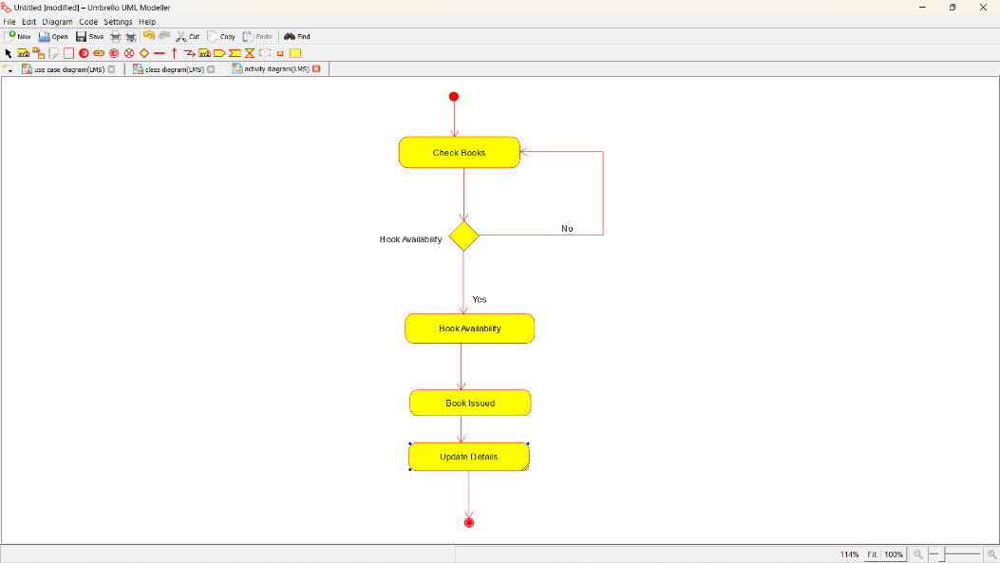 Untitled [modified] – Umbrello UML Modeller
File Edit Diagram Code Settings Help
New Open Save Cut Copy Paste Find
use case diagram(LMS) class diagram(LMS) activity diagram(LMS)
Check Books
No
Book Availability
Yes
Book Availability
Book Issued
Update Details
114% Fit 100%